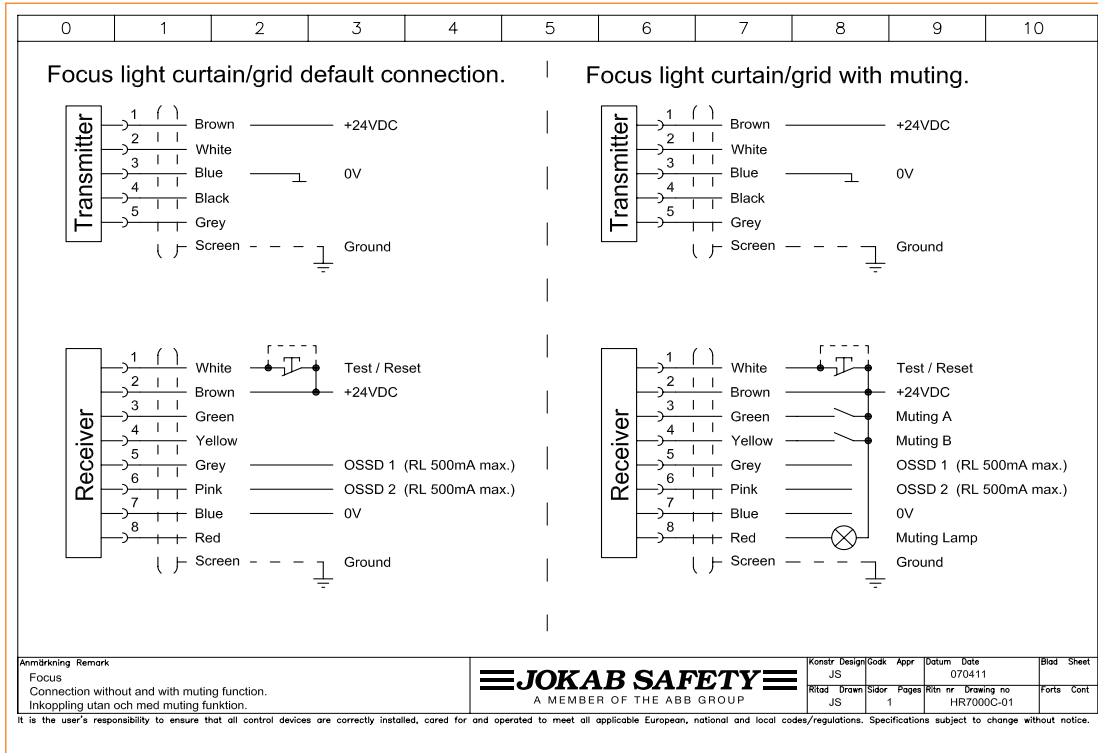 0 1 2 3 4 5 6 7 8 9 10
Focus light curtain/grid default connection.
Transmitter
1 Brown +24VDC
2 White
3 Blue 0V
4 Black
5 Grey
Screen Ground
Receiver
1 White Test / Reset
2 Brown +24VDC
3 Green
4 Yellow
5 Grey OSSD 1 (RL 500mA max.)
6 Pink OSSD 2 (RL 500mA max.)
7 Blue 0V
8 Red
Screen Ground
Focus light curtain/grid with muting.
Transmitter
1 Brown +24VDC
2 White
3 Blue 0V
4 Black
5 Grey
Screen Ground
Receiver
1 White Test / Reset
2 Brown +24VDC
3 Green Muting A
4 Yellow Muting B
5 Grey OSSD 1 (RL 500mA max.)
6 Pink OSSD 2 (RL 500mA max.)
7 Blue 0V
8 Red Muting Lamp
Screen Ground
Anmärkning Remark
Focus
Connection without and with muting function.
Inkoppling utan och med muting funktion.
JOKAB SAFETY
A MEMBER OF THE ABB GROUP
Konstr Design Godk Appr Datum Date Blad Sheet
JS 070411
Ritad Drawn Sidor Pages Ritn nr Drawing no Forts Cont
JS 1 HR7000C-01
It is the user's responsibility to ensure that all control devices are correctly installed, cared for and operated to meet all applicable European, national and local codes/regulations. Specifications subject to change without notice.